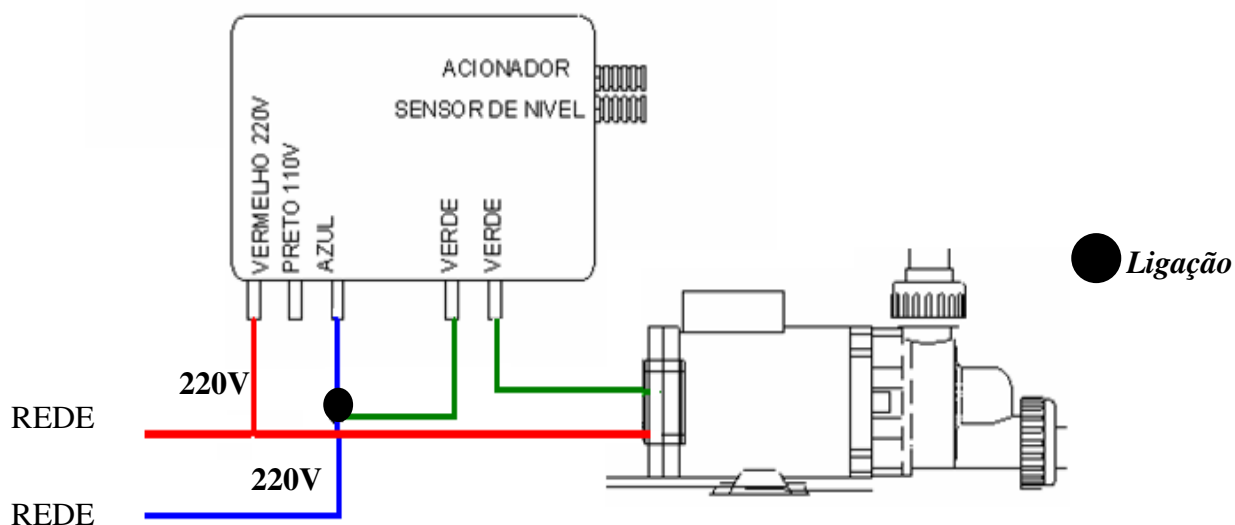 ACIONADOR
SENSOR DE NIVEL
VERMELHO 220V
PRETO 110V
AZUL
VERDE
VERDE
Ligação
220V
REDE
220V
REDE